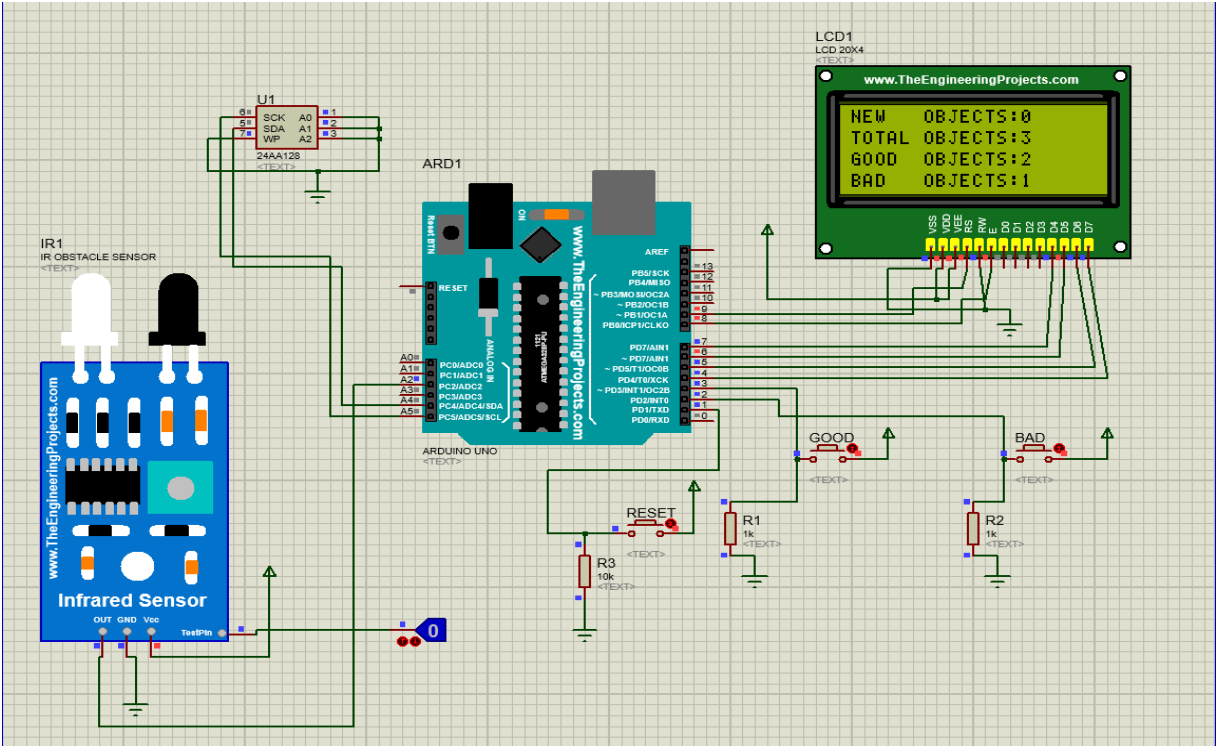 LCD1
LCD 20X4
<TEXT>
www.TheEngineeringProjects.com
NEW OBJECTS:0
TOTAL OBJECTS:3
GOOD OBJECTS:2
BAD OBJECTS:1
VSS VDD VEE RS RW E D0 D1 D2 D3 D4 D5 D6 D7
U1
6 SCK A0 1
5 SDA A1 2
7 WP A2 3
24AA128
<TEXT>
ARD1
Reset BTN
ON
www.TheEngineeringProjects.com
AREF
PB5/SCK 13
PB4/MISO 12
~ PB3/MOSI/OC2A 11
~ PB2/OC1B 10
~ PB1/OC1A 9
PB0/ICP1/CLKO 8
PD7/AIN1 7
~ PD7/AIN1 6
~ PD5/T1/OC0B 5
PD4/T0/XCK 4
~ PD3/INT1/OC2B 3
PD2/INT0 2
PD1/TXD 1
PD0/RXD 0
RESET
ANALOG IN
1121
ATMEGA328P-PU
A0 PC0/ADC0
A1 PC1/ADC1
A2 PC2/ADC2
A3 PC3/ADC3
A4 PC4/ADC4/SDA
A5 PC5/ADC5/SCL
ARDUINO UNO
<TEXT>
IR1
IR OBSTACLE SENSOR
<TEXT>
www.TheEngineeringProjects.com
Infrared Sensor
OUT GND Vcc
TestPin
0
GOOD
<TEXT>
BAD
<TEXT>
RESET
<TEXT>
R1
1k
<TEXT>
R2
1k
<TEXT>
R3
10k
<TEXT>